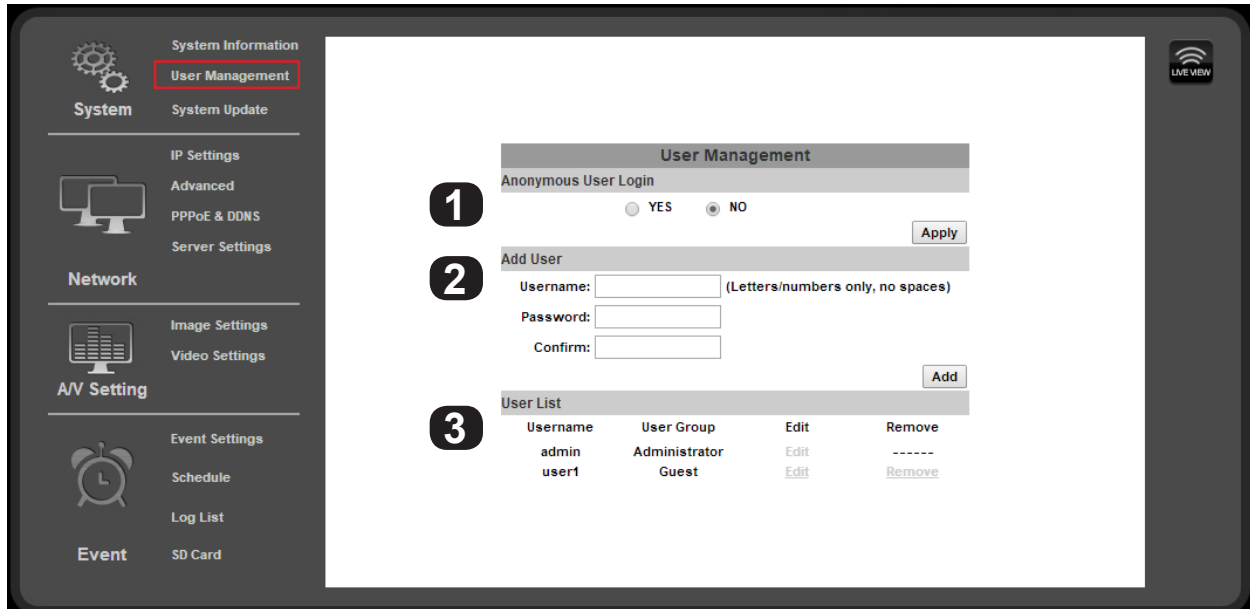 System Information
User Management
System
System Update
IP Settings
Advanced
PPPoE & DDNS
Server Settings
Network
Image Settings
Video Settings
A/V Setting
Event Settings
Schedule
Log List
Event
SD Card
LIVE VIEW
User Management
Anonymous User Login
1
YES NO
Apply
Add User
2
Username: (Letters/numbers only, no spaces)
Password:
Confirm:
Add
User List
3
Username User Group Edit Remove
admin Administrator Edit ------
user1 Guest Edit Remove